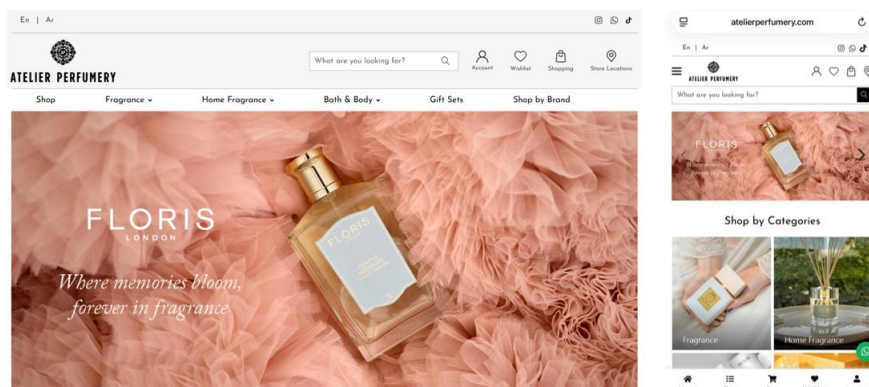 En | Ar
ATELIER PERFUMERY
What are you looking for?
Account
Wishlist
Shopping
Store Locations
Shop
Fragrance
Home Fragrance
Bath & Body
Gift Sets
Shop by Brand
FLORIS
LONDON
Where memories bloom,
forever in fragrance
FLORIS
atelierperfumery.com
En | Ar
ATELIER PERFUMERY
What are you looking for?
FLORIS
Shop by Categories
Fragrance
Home Fragrance